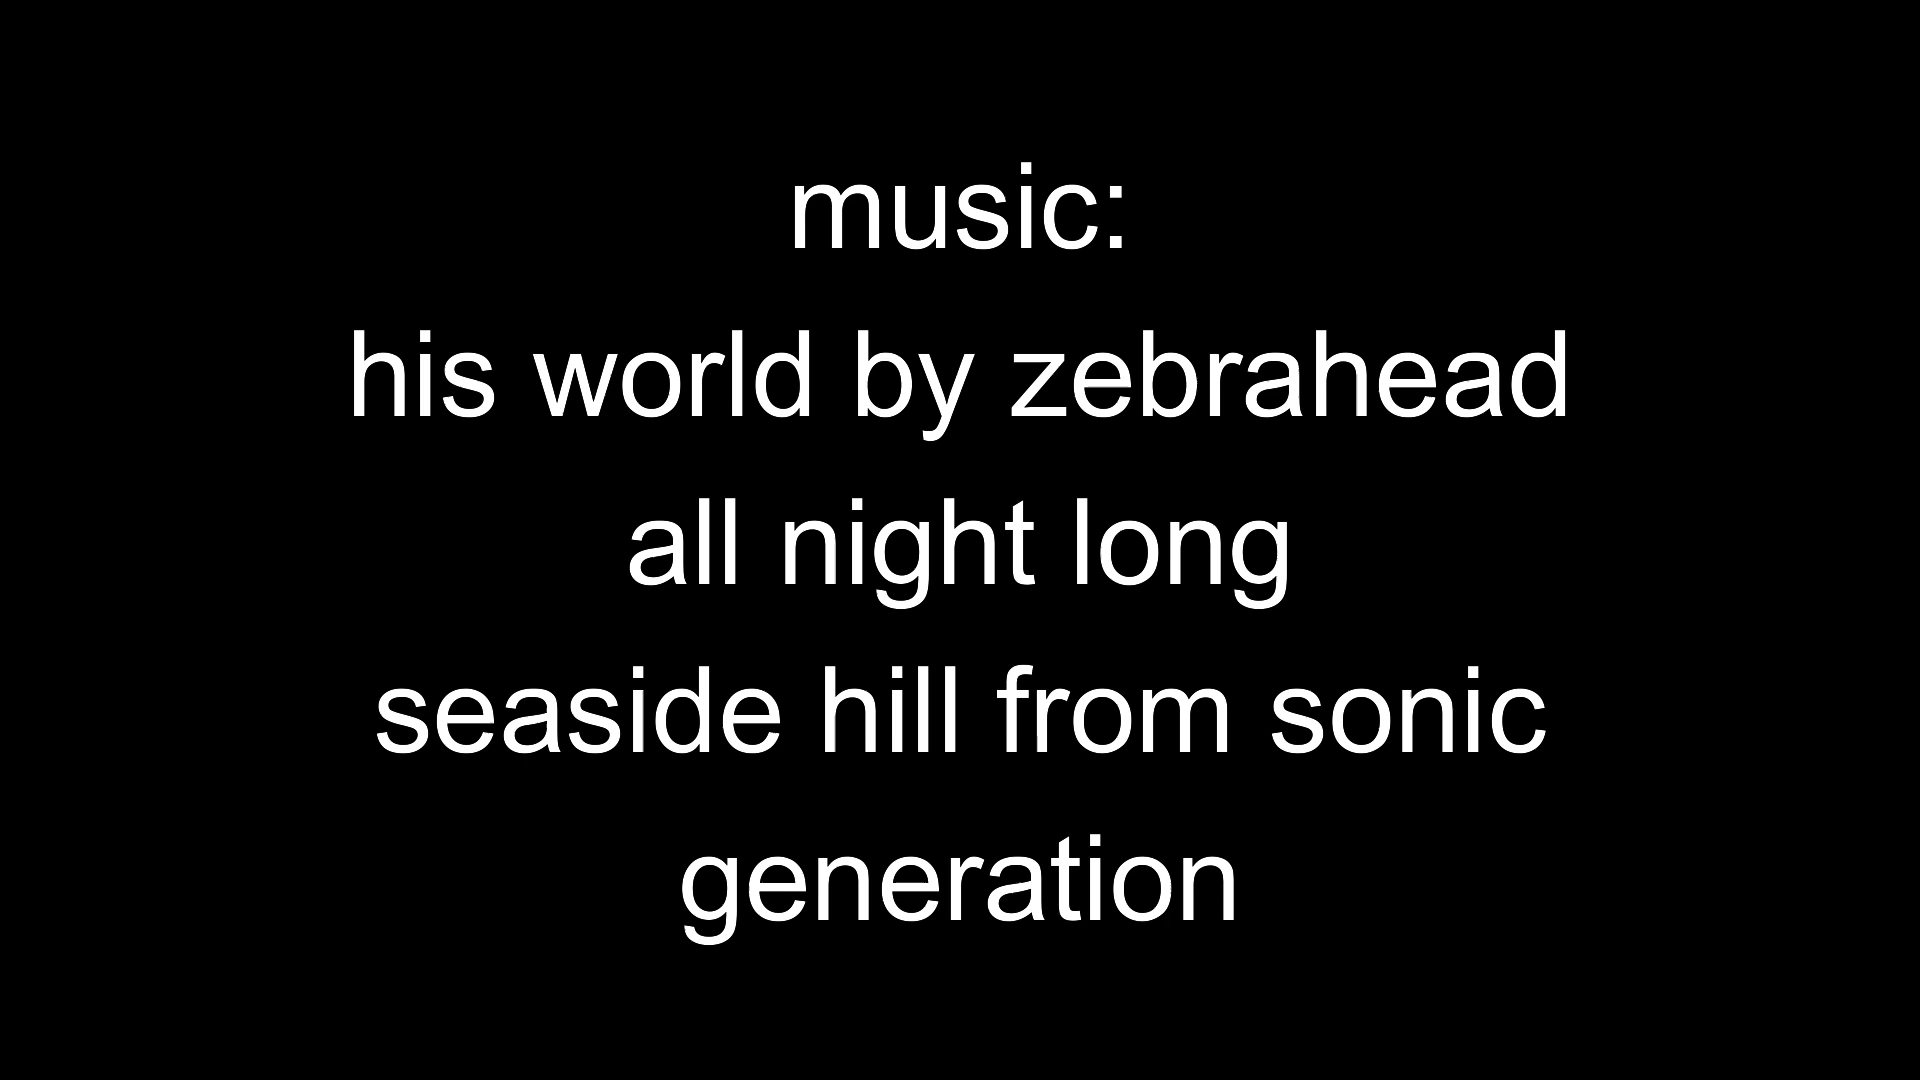 music:
his world by zebrahead
all night long
seaside hill from sonic
generation